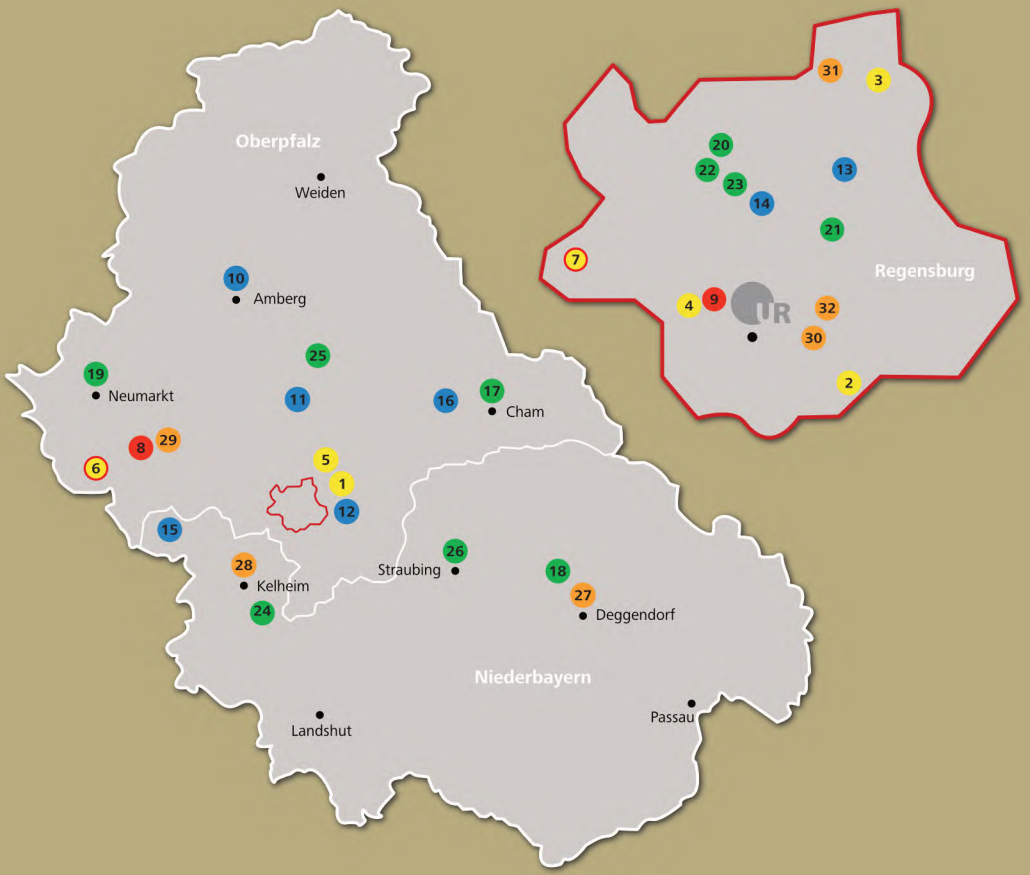 31
3
Oberpfalz
20
22
13
23
Weiden
14
21
7
Regensburg
10
Amberg
4
9
UR
32
30
25
19
Neumarkt
11
16
17
Cham
2
8
29
6
5
1
12
15
26
Straubing
28
Kelheim
18
27
24
Deggendorf
Niederbayern
Landshut
Passau